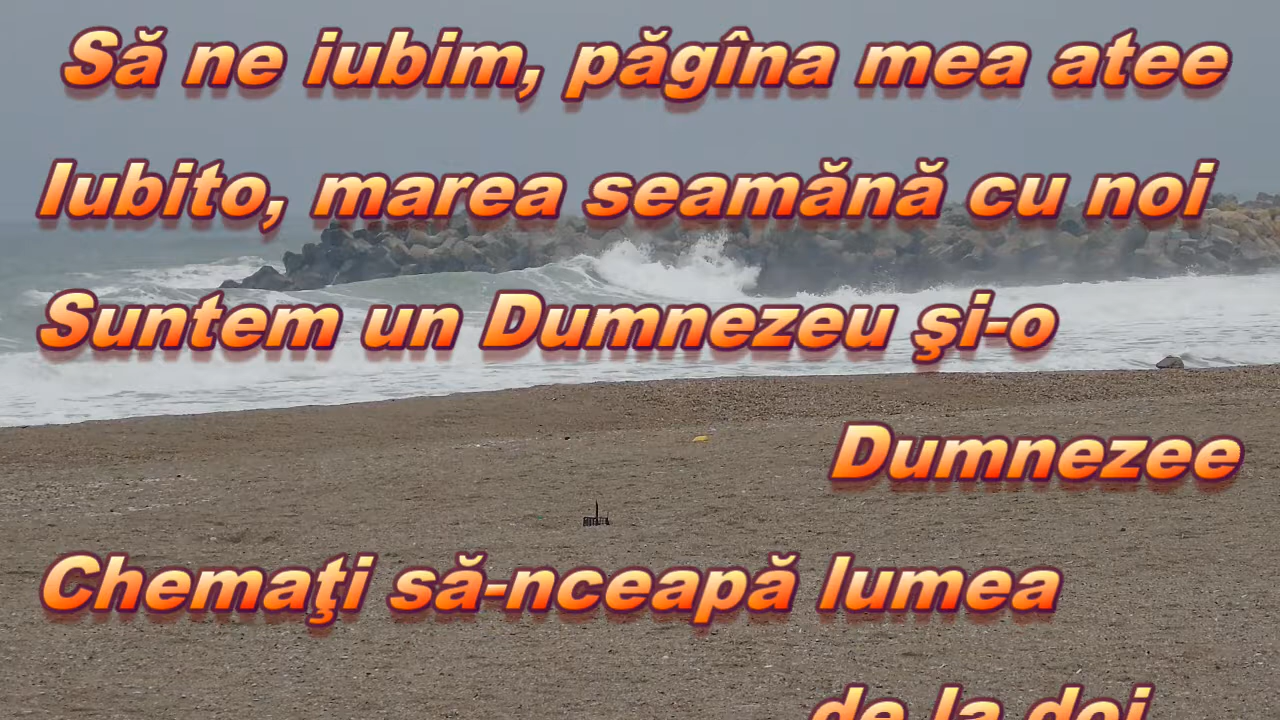 Să ne iubim, păgîna mea atee
Iubito, marea seamănă cu noi
Suntem un Dumnezeu şi-o
Dumnezee
Chemaţi să-nceapă lumea
de la doi